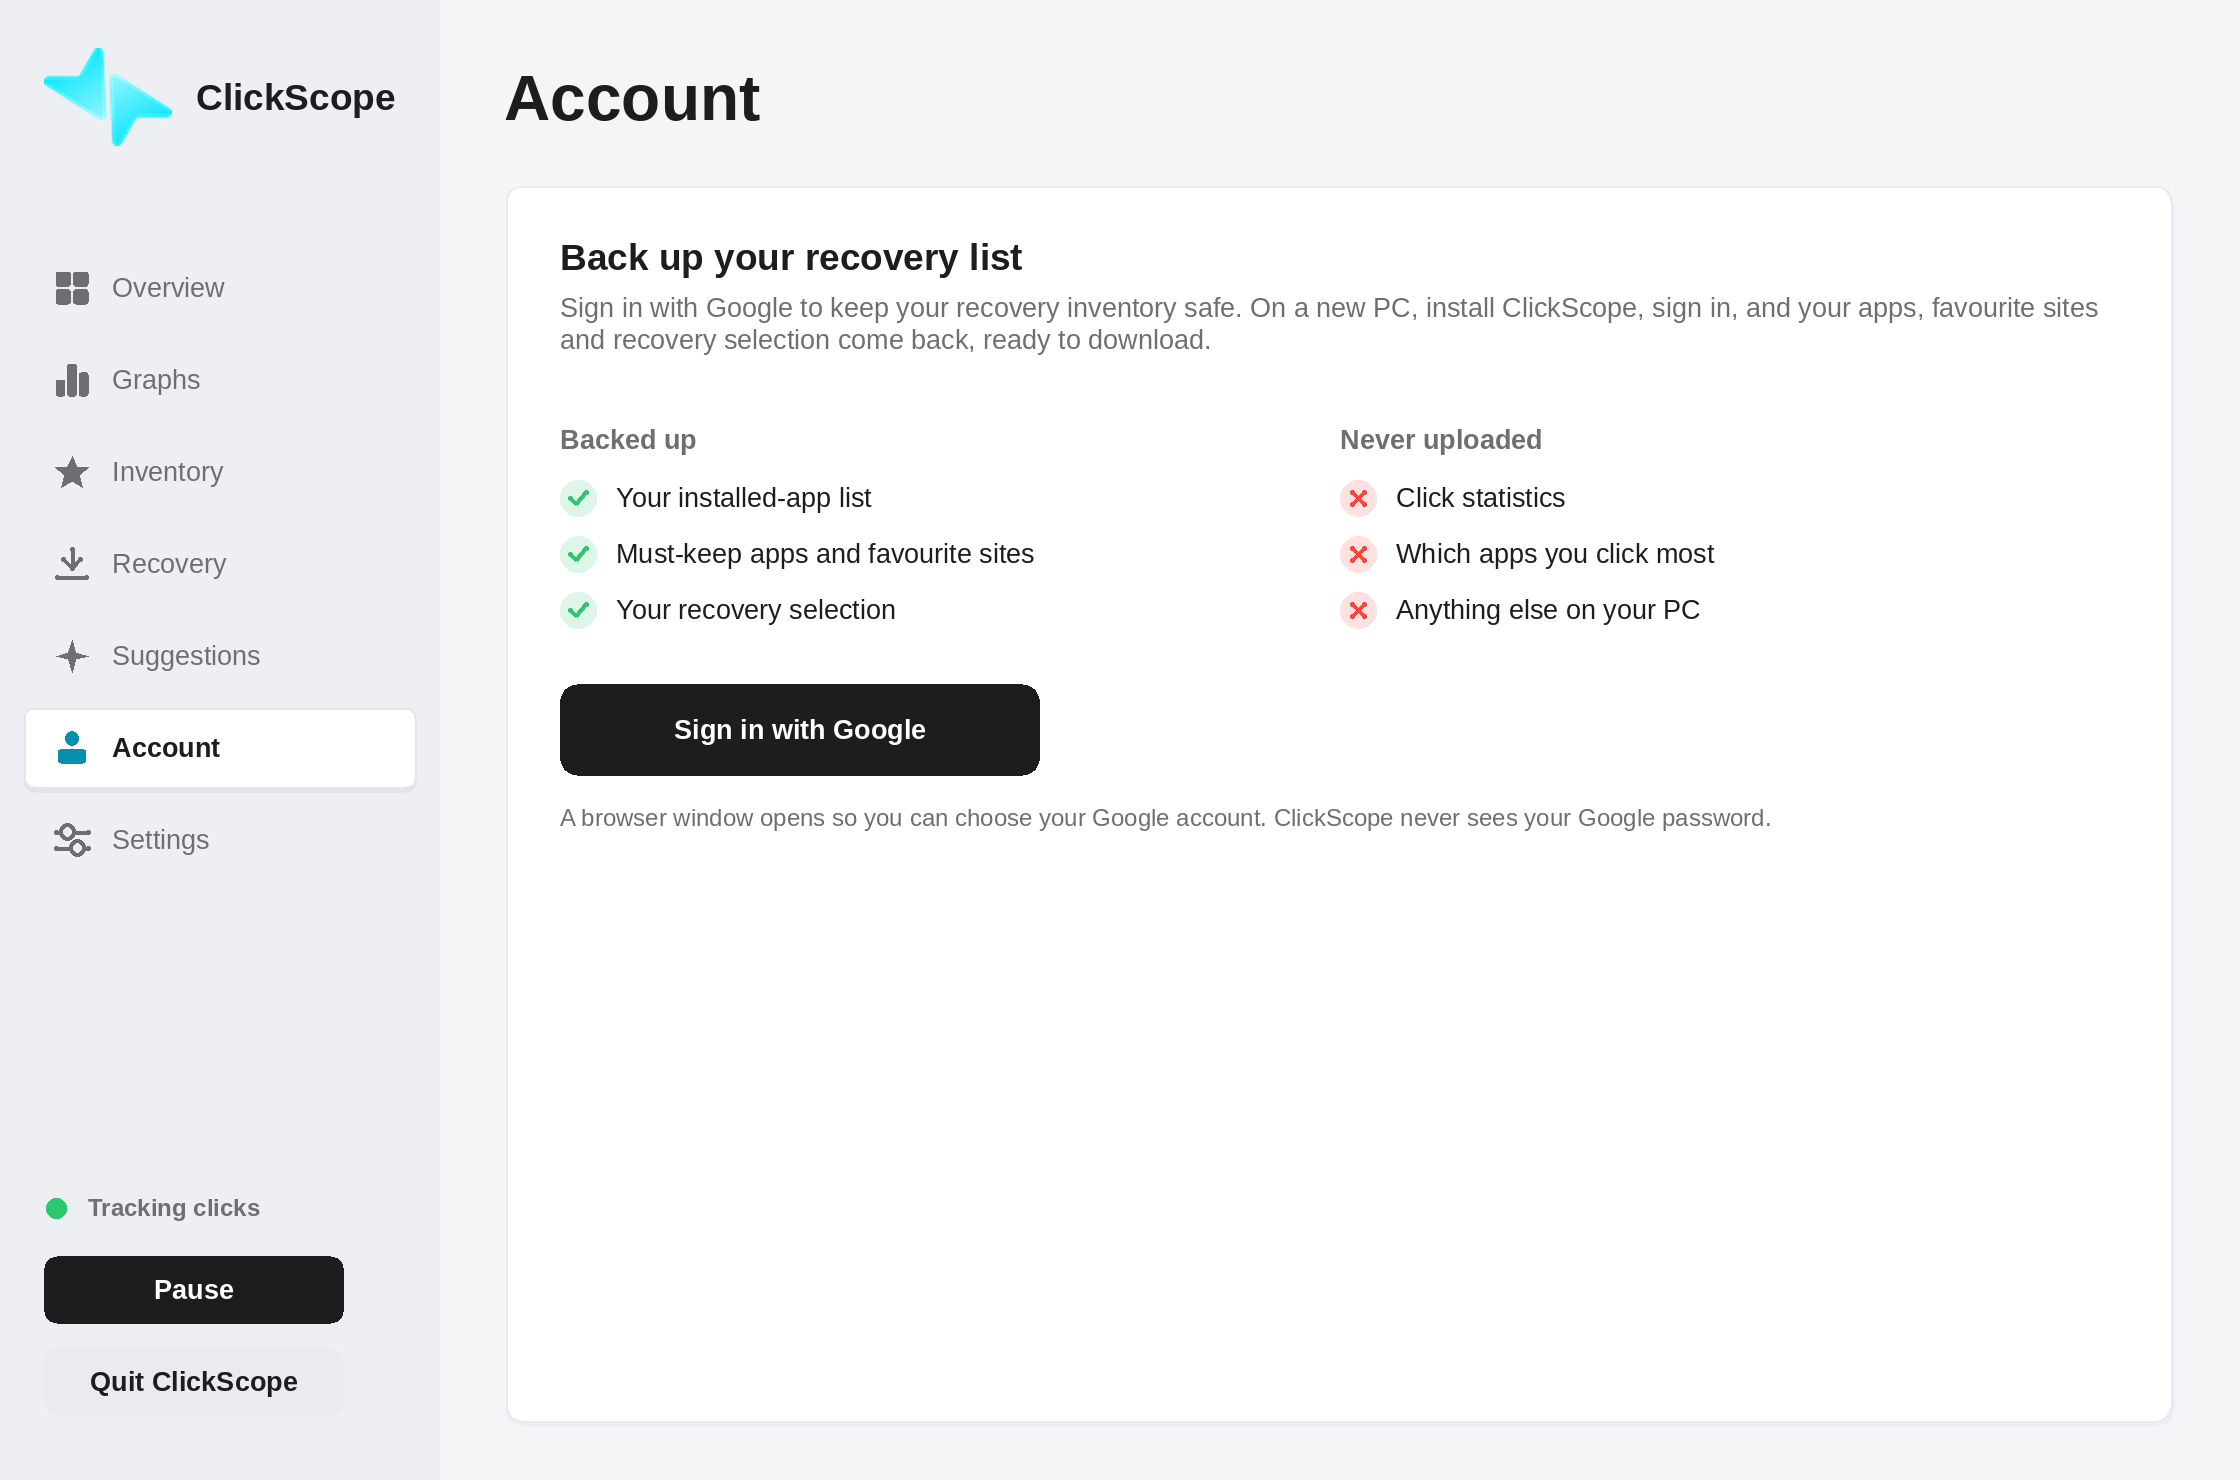 ClickScope
Overview
Graphs
Inventory
Recovery
Suggestions
Account
Settings
Tracking clicks
Pause
Quit ClickScope
Account
Back up your recovery list
Sign in with Google to keep your recovery inventory safe. On a new PC, install ClickScope, sign in, and your apps, favourite sites
and recovery selection come back, ready to download.
Backed up
Your installed-app list
Must-keep apps and favourite sites
Your recovery selection
Never uploaded
Click statistics
Which apps you click most
Anything else on your PC
Sign in with Google
A browser window opens so you can choose your Google account. ClickScope never sees your Google password.